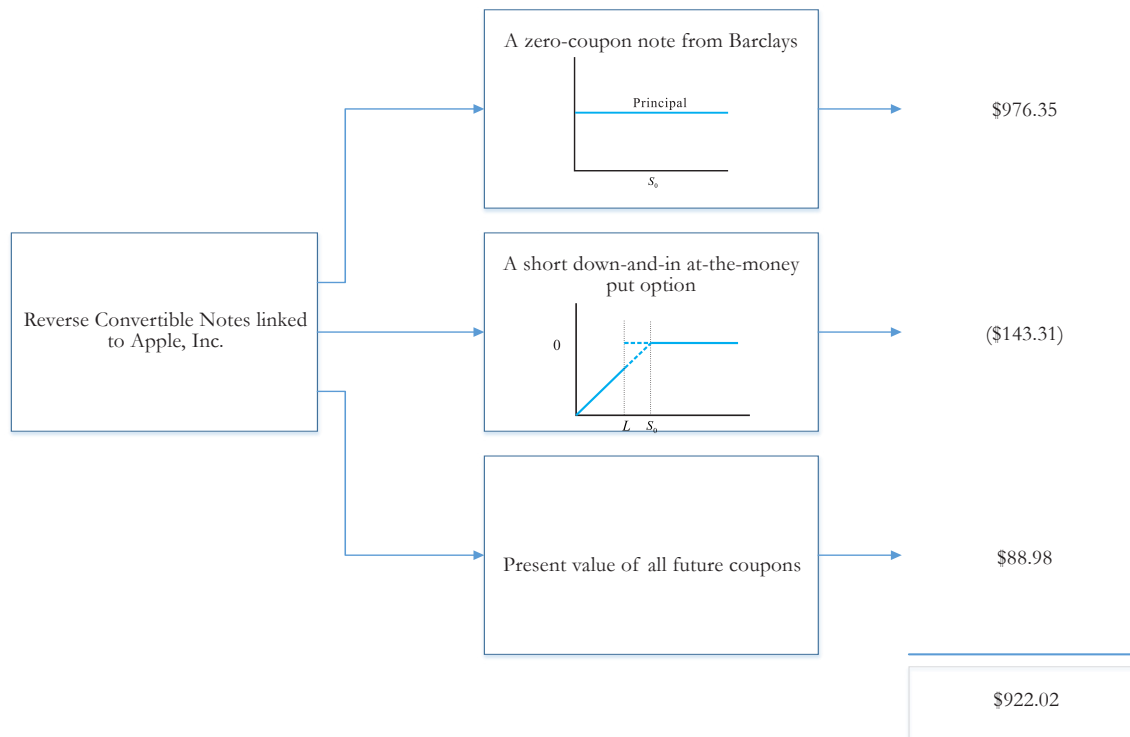 A zero-coupon note from Barclays
Principal
S₀
$976.35
Reverse Convertible Notes linked
to Apple, Inc.
A short down-and-in at-the-money
put option
0
L S₀
($143.31)
Present value of all future coupons
$88.98
$922.02